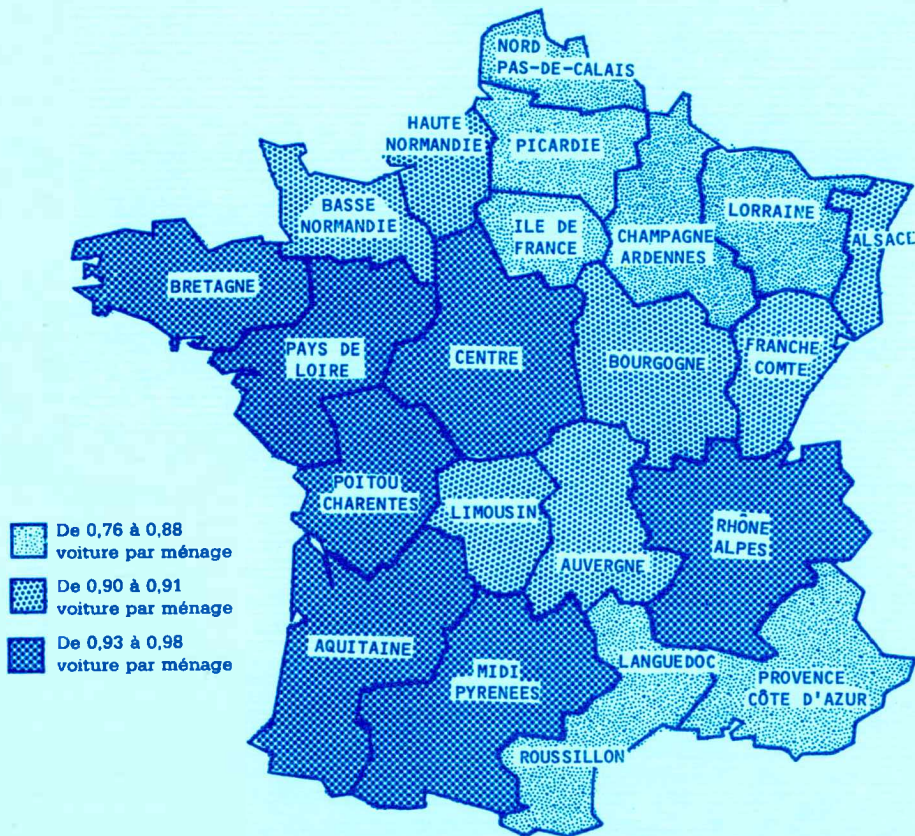 NORD
PAS-DE-CALAIS
HAUTE
NORMANDIE
PICARDIE
BASSE
NORMANDIE
ILE DE
FRANCE
CHAMPAGNE
ARDENNES
LORRAINE
ALSACE
BRETAGNE
PAYS DE
LOIRE
CENTRE
BOURGOGNE
FRANCHE
COMTE
POITOU
CHARENTES
LIMOUSIN
AUVERGNE
RHÔNE
ALPES
De 0,76 à 0,88
voiture par ménage
De 0,90 à 0,91
voiture par ménage
De 0,93 à 0,98
voiture par ménage
AQUITAINE
MIDI
PYRENEES
LANGUEDOC
ROUSSILLON
PROVENCE
CÔTE D'AZUR